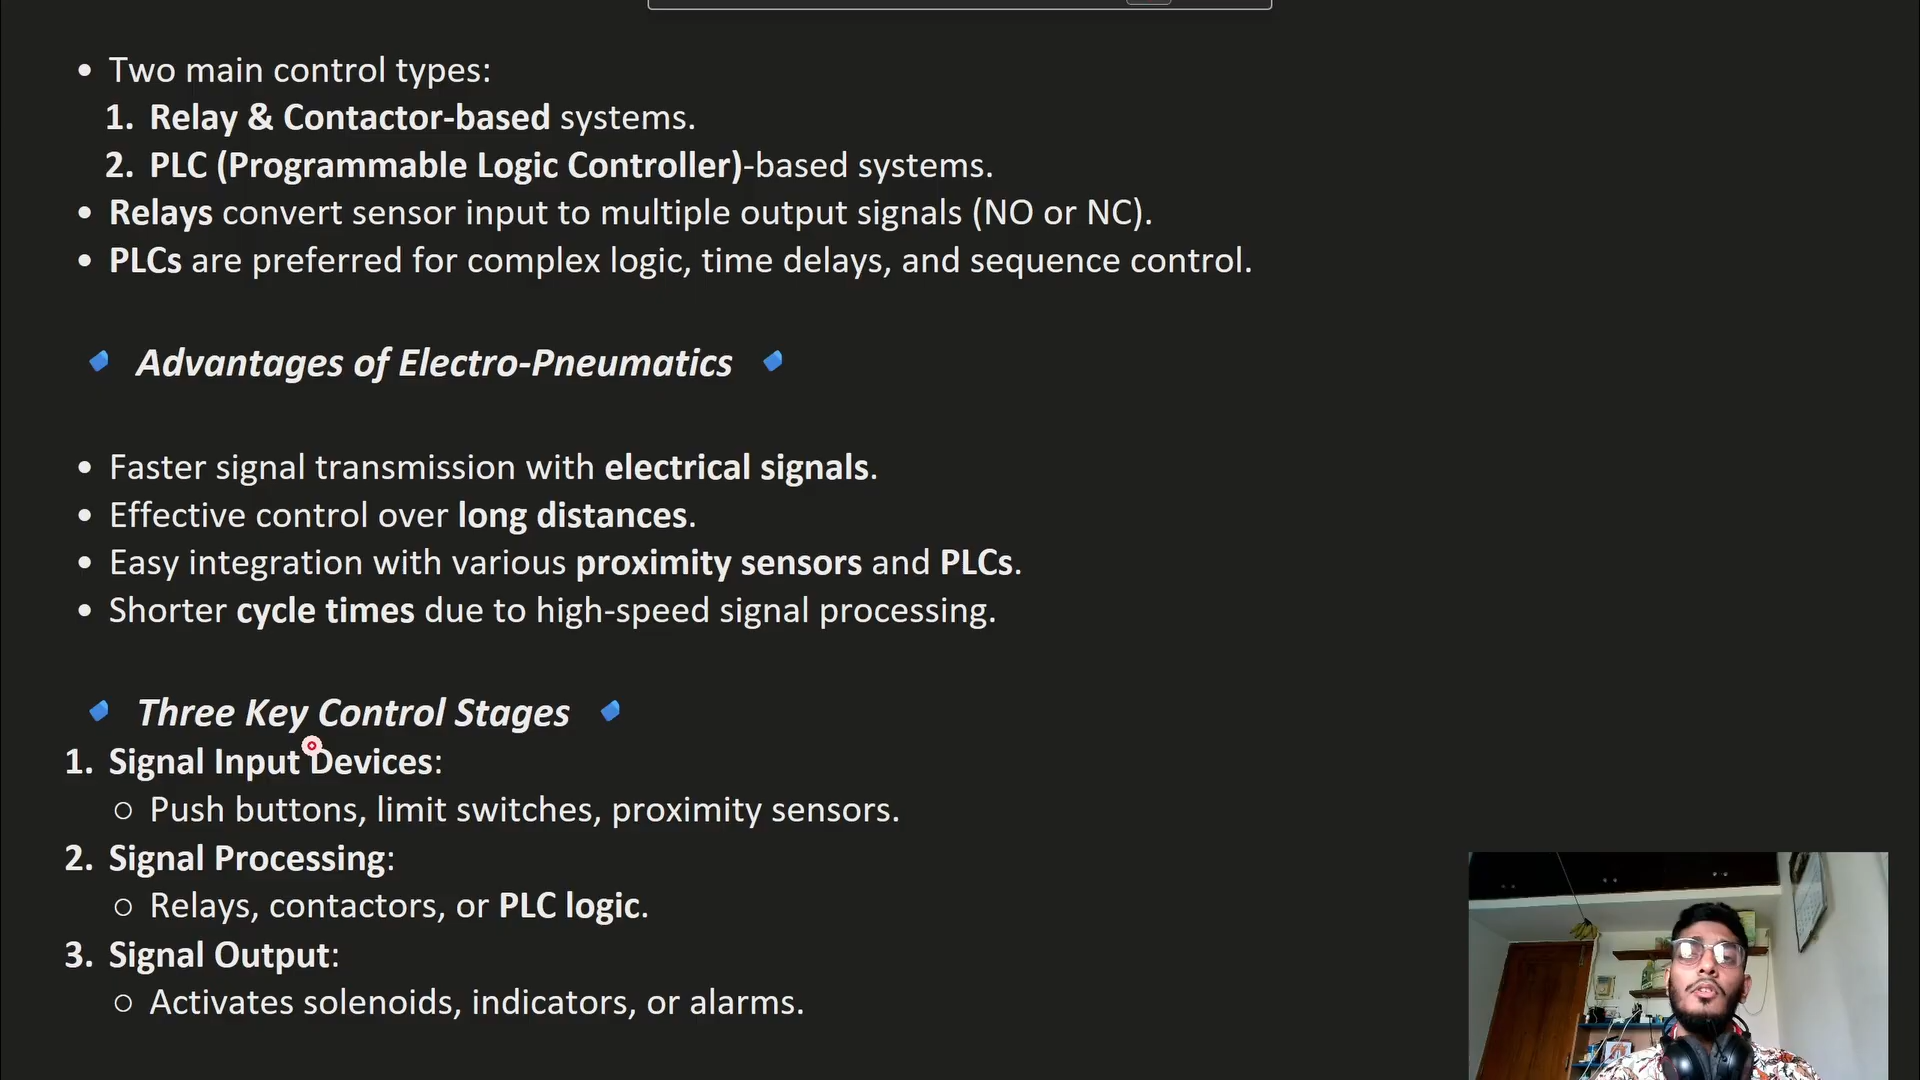 • Two main control types:
1. Relay & Contactor-based systems.
2. PLC (Programmable Logic Controller)-based systems.
• Relays convert sensor input to multiple output signals (NO or NC).
• PLCs are preferred for complex logic, time delays, and sequence control.
Advantages of Electro-Pneumatics
• Faster signal transmission with electrical signals.
• Effective control over long distances.
• Easy integration with various proximity sensors and PLCs.
• Shorter cycle times due to high-speed signal processing.
Three Key Control Stages
1. Signal Input Devices:
○ Push buttons, limit switches, proximity sensors.
2. Signal Processing:
○ Relays, contactors, or PLC logic.
3. Signal Output:
○ Activates solenoids, indicators, or alarms.